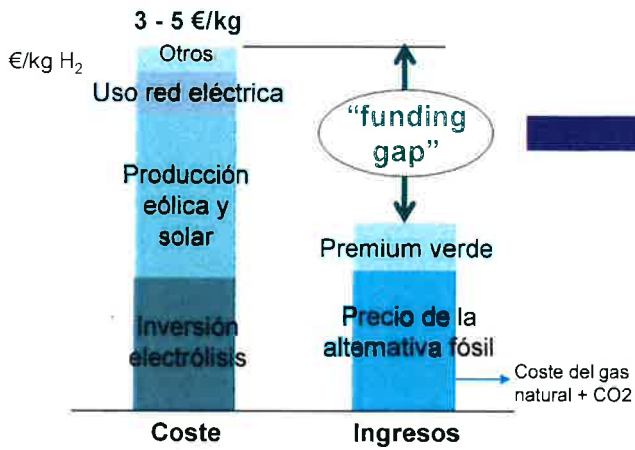 3 - 5 €/kg
€/kg H₂
Otros
Uso red eléctrica
Producción
eólica y
solar
Inversión
electrólisis
Coste
“funding
gap”
Premium verde
Precio de la
alternativa fósil
Coste del gas
natural + CO2
Ingresos